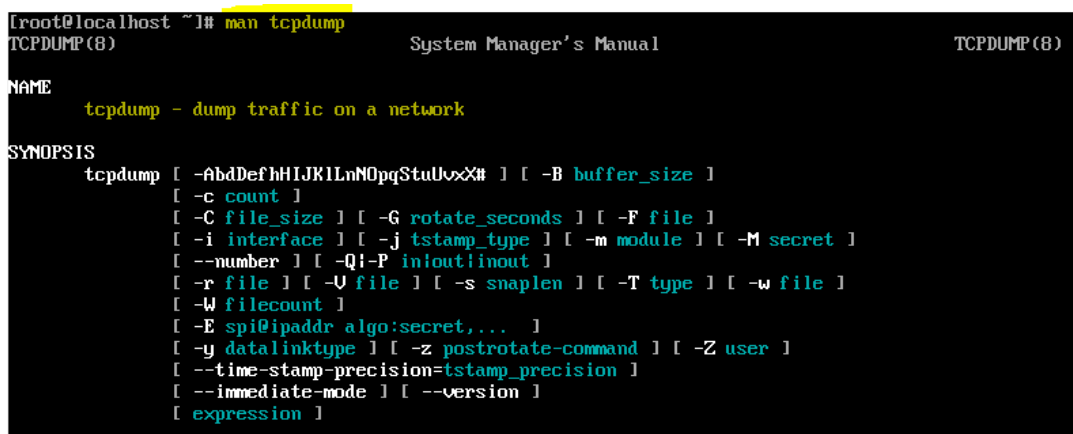 [root@localhost ~]# man tcpdump
TCPDUMP(8) System Manager's Manual TCPDUMP(8)
NAME
tcpdump - dump traffic on a network
SYNOPSIS
tcpdump [ -AbdDefhHIJKlLnNOpqStuUvxX# ] [ -B buffer_size ]
[ -c count ]
[ -C file_size ] [ -G rotate_seconds ] [ -F file ]
[ -i interface ] [ -j tstamp_type ] [ -m module ] [ -M secret ]
[ --number ] [ -Q|-P in|out|inout ]
[ -r file ] [ -V file ] [ -s snaplen ] [ -T type ] [ -w file ]
[ -W filecount ]
[ -E spi@ipaddr algo:secret,... ]
[ -y datalinktype ] [ -z postrotate-command ] [ -Z user ]
[ --time-stamp-precision=tstamp_precision ]
[ --immediate-mode ] [ --version ]
[ expression ]